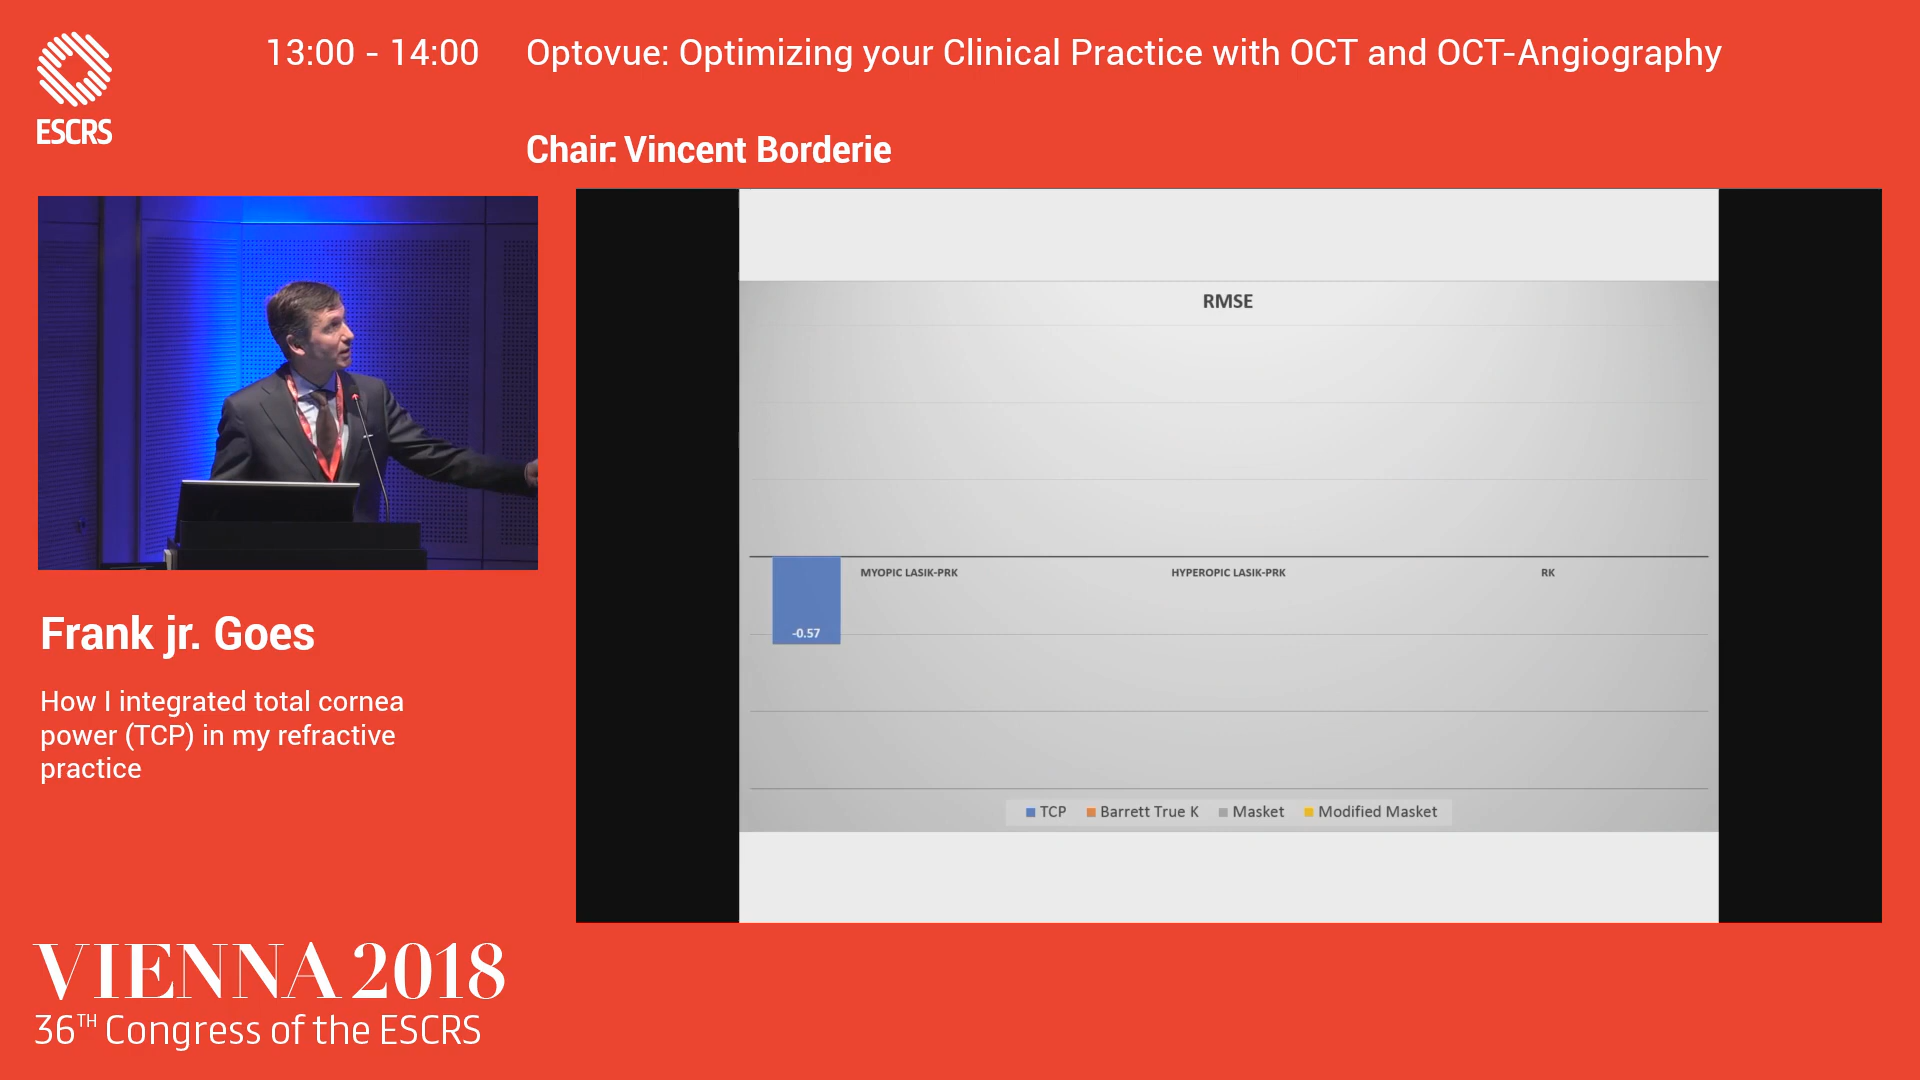 ESCRS
13:00 - 14:00 Optovue: Optimizing your Clinical Practice with OCT and OCT-Angiography
Chair: Vincent Borderie
RMSE
MYOPIC LASIK-PRK HYPEROPIC LASIK-PRK RK
-0.57
TCP Barrett True K Masket Modified Masket
Frank jr. Goes
How I integrated total cornea
power (TCP) in my refractive
practice
VIENNA 2018
36TH Congress of the ESCRS